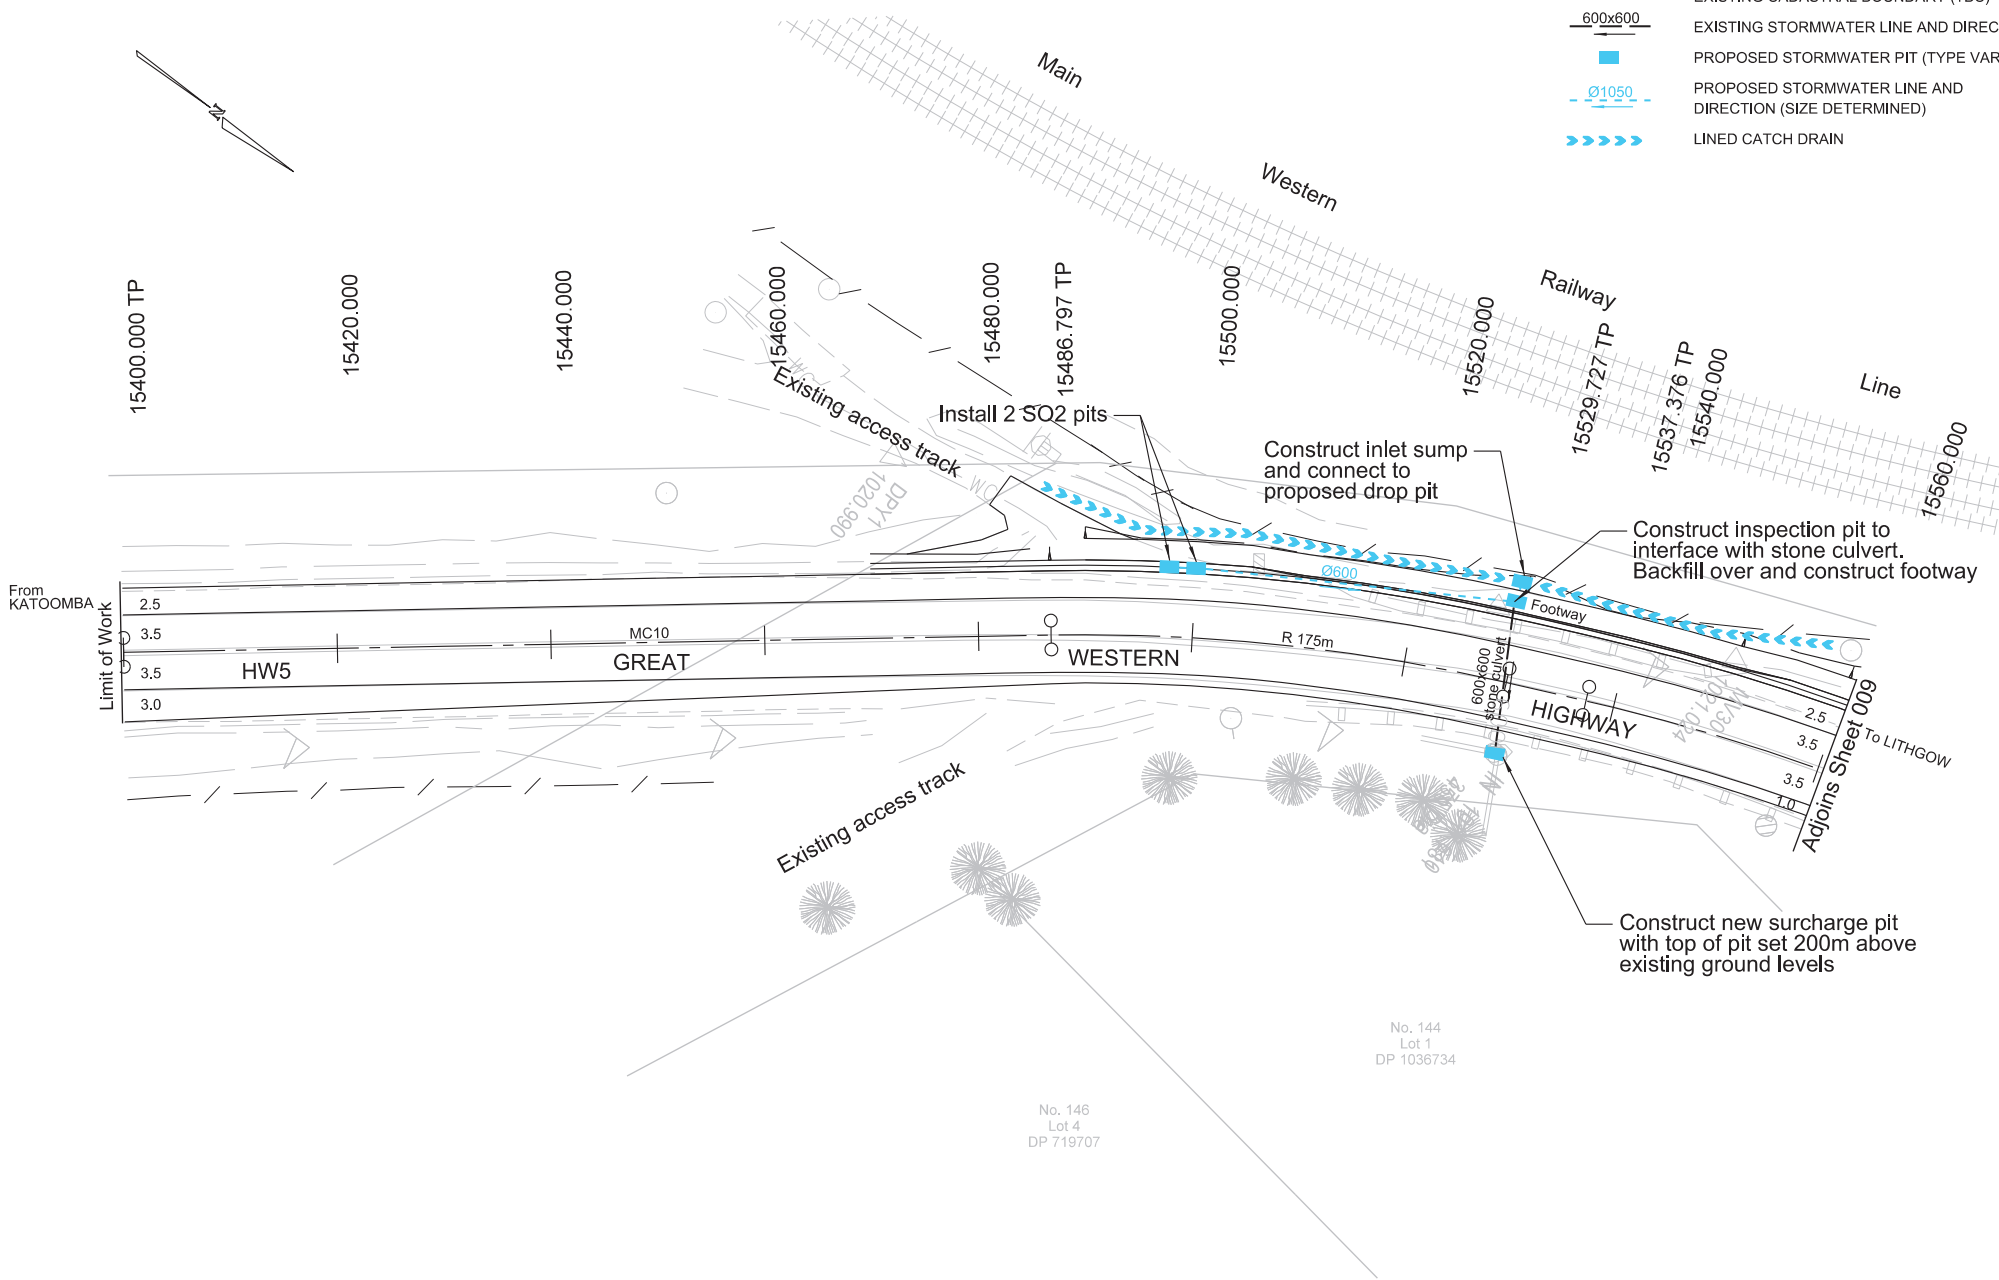 600x600
EXISTING STORMWATER LINE AND DIREC
PROPOSED STORMWATER PIT (TYPE VAR
Ø1050
PROPOSED STORMWATER LINE AND
DIRECTION (SIZE DETERMINED)
LINED CATCH DRAIN
N
Main
Western
Railway
Line
15400.000 TP
15420.000
15440.000
15460.000
15480.000
15486.797 TP
15500.000
15520.000
15529.727 TP
15537.376 TP
15540.000
15560.000
Existing access track
Install 2 SO2 pits
Construct inlet sump
and connect to
proposed drop pit
Construct inspection pit to
interface with stone culvert.
Backfill over and construct footway
DPY1
1020.990
Ø600
Footway
From
KATOOMBA
Limit of Work
2.5
3.5
3.5
3.0
HW5
MC10
GREAT
WESTERN
R 175m
600x600
stone culvert
HIGHWAY
1021.024
2.5
3.5
3.5
1.0
Adjoins Sheet 009
To LITHGOW
Existing access track
Construct new surcharge pit
with top of pit set 200m above
existing ground levels
No. 144
Lot 1
DP 1036734
No. 146
Lot 4
DP 719707